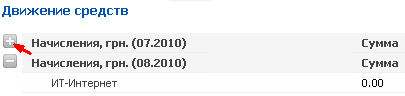 Движение средств
Начисления, грн. (07.2010) Сумма
Начисления, грн. (08.2010) Сумма
ИТ-Интернет 0.00